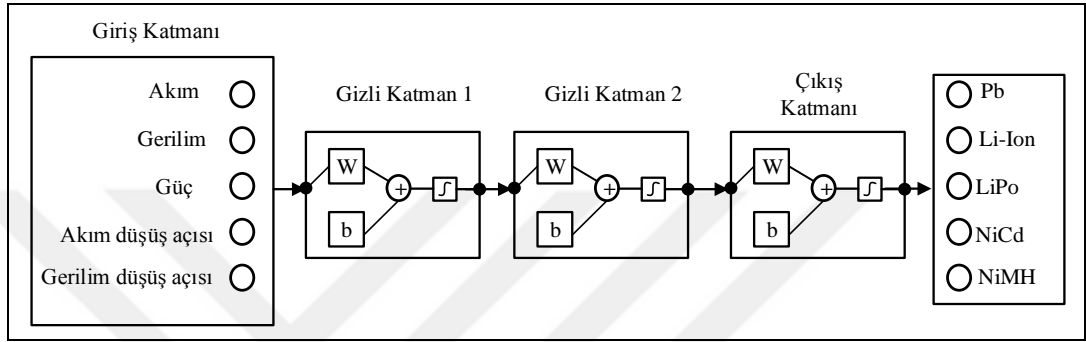 Giriş Katmanı
Akım
Gerilim
Güç
Akım düşüş açısı
Gerilim düşüş açısı
Gizli Katman 1
W
+
b
Gizli Katman 2
W
+
b
Çıkış
Katmanı
W
+
b
Pb
Li-Ion
LiPo
NiCd
NiMH